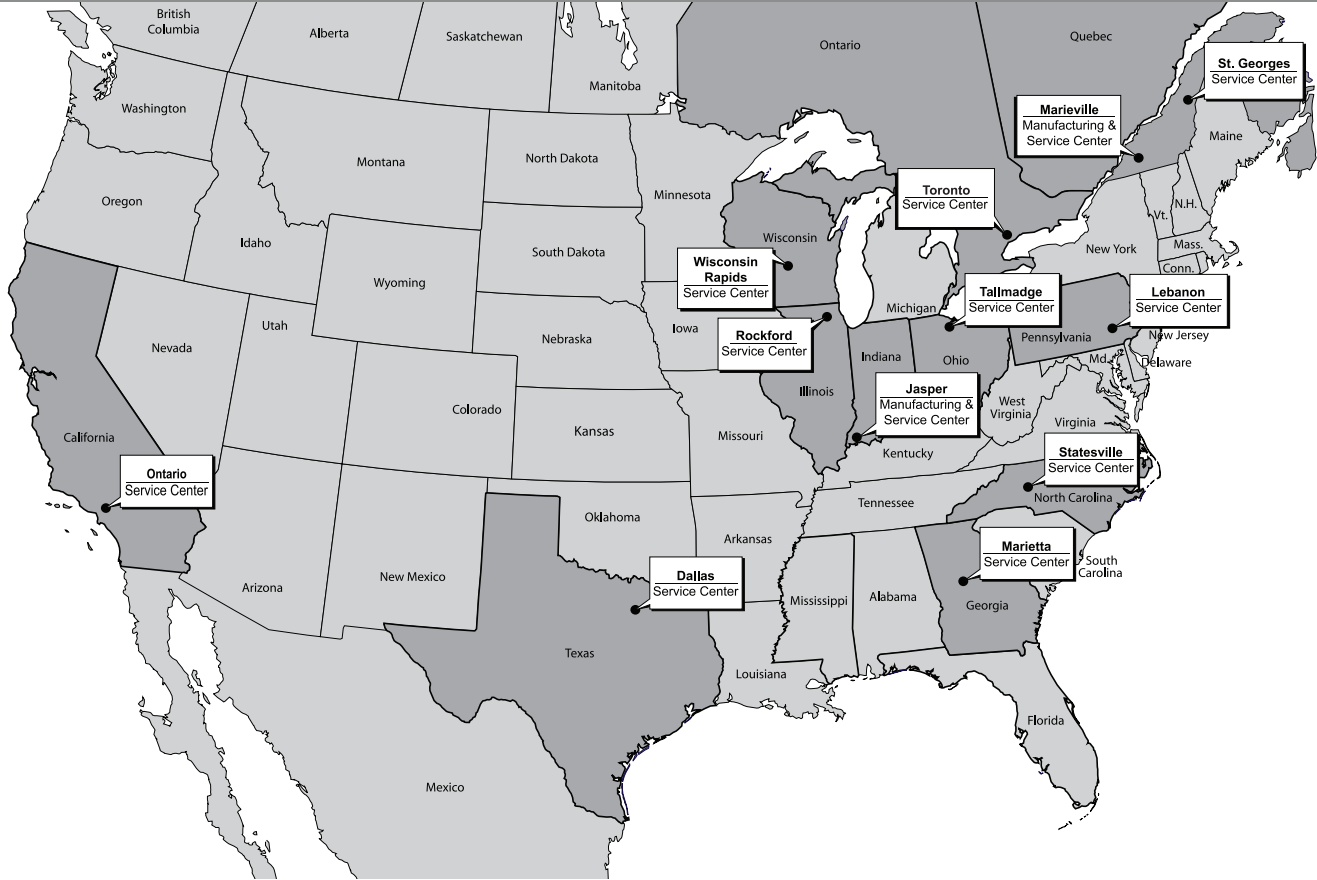 British
Columbia
Alberta
Saskatchewan
Manitoba
Ontario
Quebec
St. Georges
Service Center
Marieville
Manufacturing &
Service Center
Maine
Washington
Montana
North Dakota
Minnesota
Toronto
Service Center
Vt.
N.H.
Oregon
Idaho
South Dakota
Wisconsin
New York
Mass.
Conn.
Wyoming
Wisconsin
Rapids
Service Center
Michigan
Tallmadge
Service Center
Lebanon
Service Center
Nevada
Utah
Nebraska
Iowa
Rockford
Service Center
Indiana
Ohio
Pennsylvania
New Jersey
Md.
Delaware
Illinois
Jasper
Manufacturing &
Service Center
West
Virginia
Virginia
California
Colorado
Kansas
Missouri
Kentucky
Statesville
Service Center
North Carolina
Ontario
Service Center
Tennessee
Oklahoma
Arkansas
Marietta
Service Center
South
Carolina
Arizona
New Mexico
Dallas
Service Center
Mississippi
Alabama
Georgia
Texas
Louisiana
Florida
Mexico